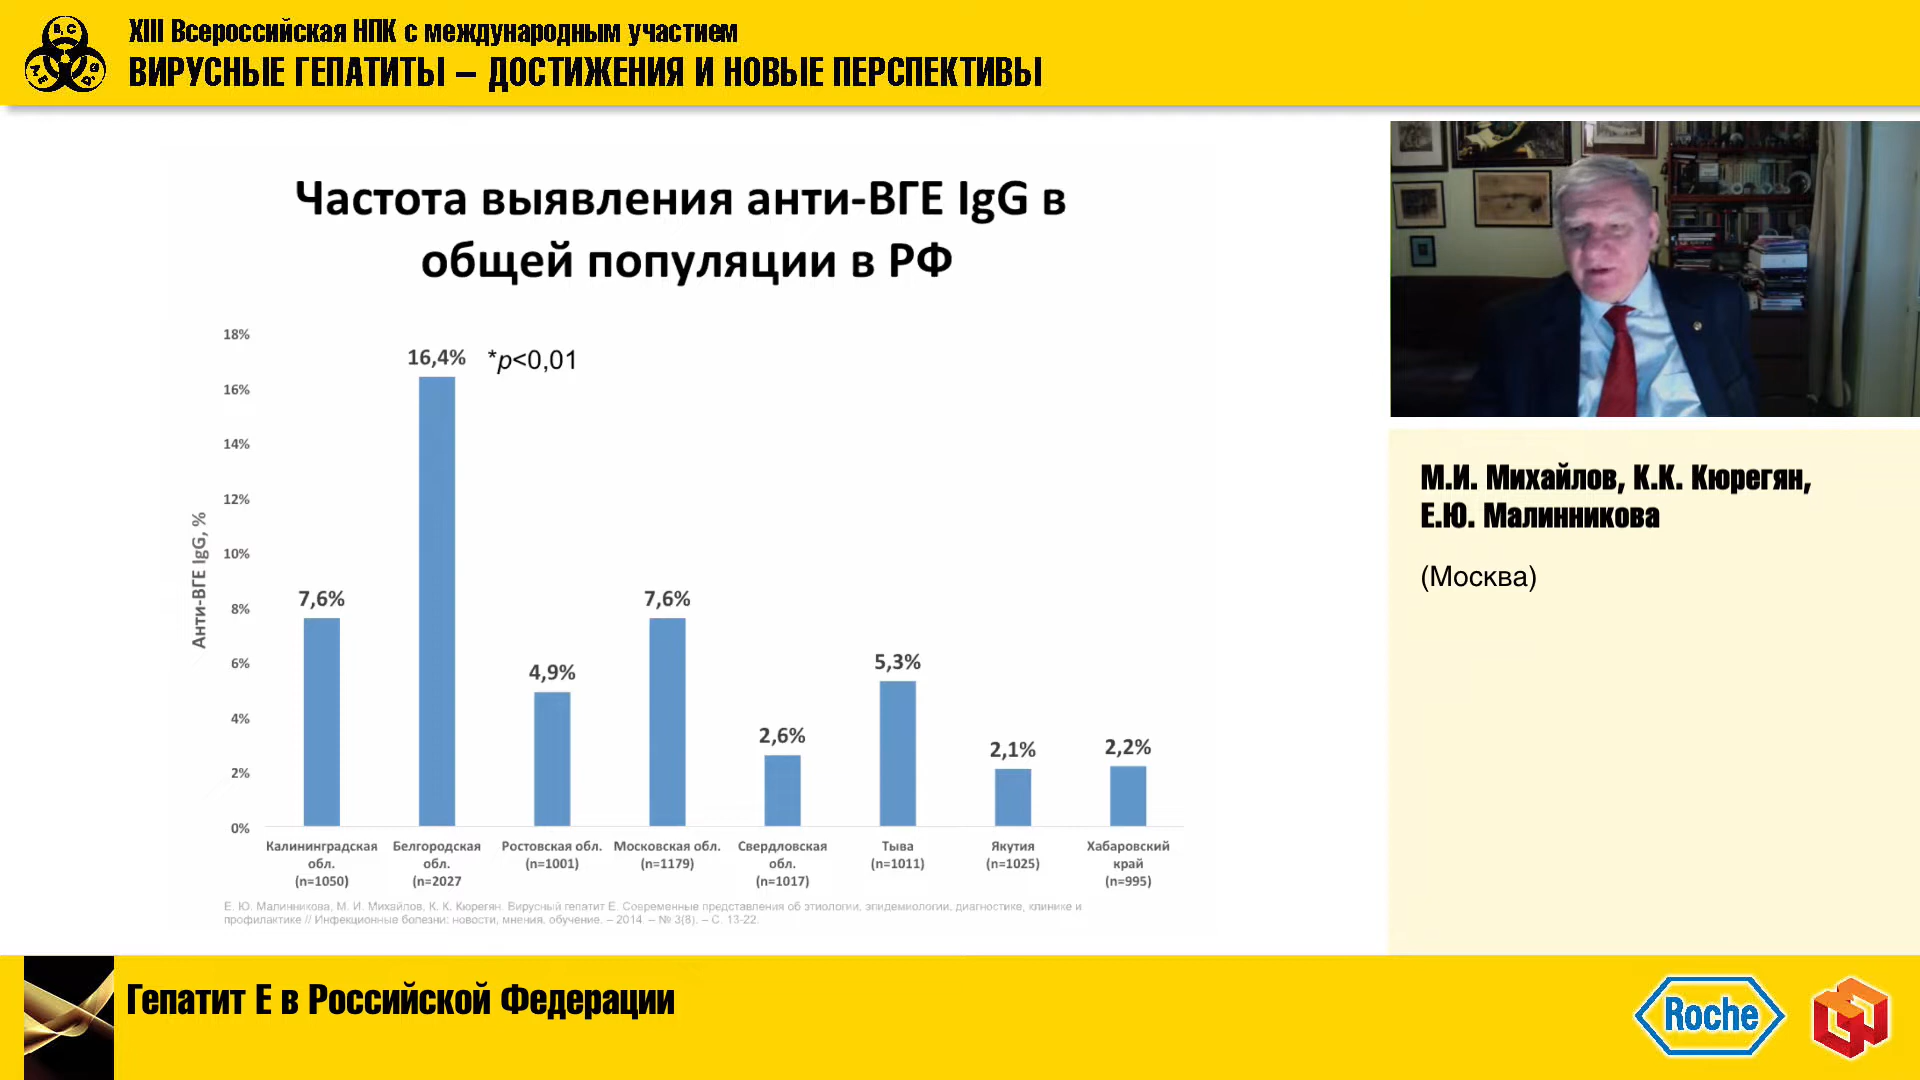 XIII Всероссийская НПК с международным участием
ВИРУСНЫЕ ГЕПАТИТЫ – ДОСТИЖЕНИЯ И НОВЫЕ ПЕРСПЕКТИВЫ
B, C
Частота выявления анти-ВГЕ IgG в
общей популяции в РФ
Анти-ВГЕ IgG, %
18%
16%
14%
12%
10%
8%
6%
4%
2%
0%
7,6%
16,4%
*p<0,01
4,9%
7,6%
2,6%
5,3%
2,1%
2,2%
Калининградская
обл.
(n=1050)
Белгородская
обл.
(n=2027
Ростовская обл.
(n=1001)
Московская обл.
(n=1179)
Свердловская
обл.
(n=1017)
Тыва
(n=1011)
Якутия
(n=1025)
Хабаровский
край
(n=995)
Е. Ю. Малинникова, М. И. Михайлов, К. К. Кюрегян. Вирусный гепатит Е. Современные представления об этиологии, эпидемиологии, диагностике, клинике и
профилактике // Инфекционные болезни: новости, мнения, обучение. – 2014. – № 3(8). – С. 13-22.
М.И. Михайлов, К.К. Кюрегян,
Е.Ю. Малинникова
(Москва)
Гепатит Е в Российской Федерации
Roche